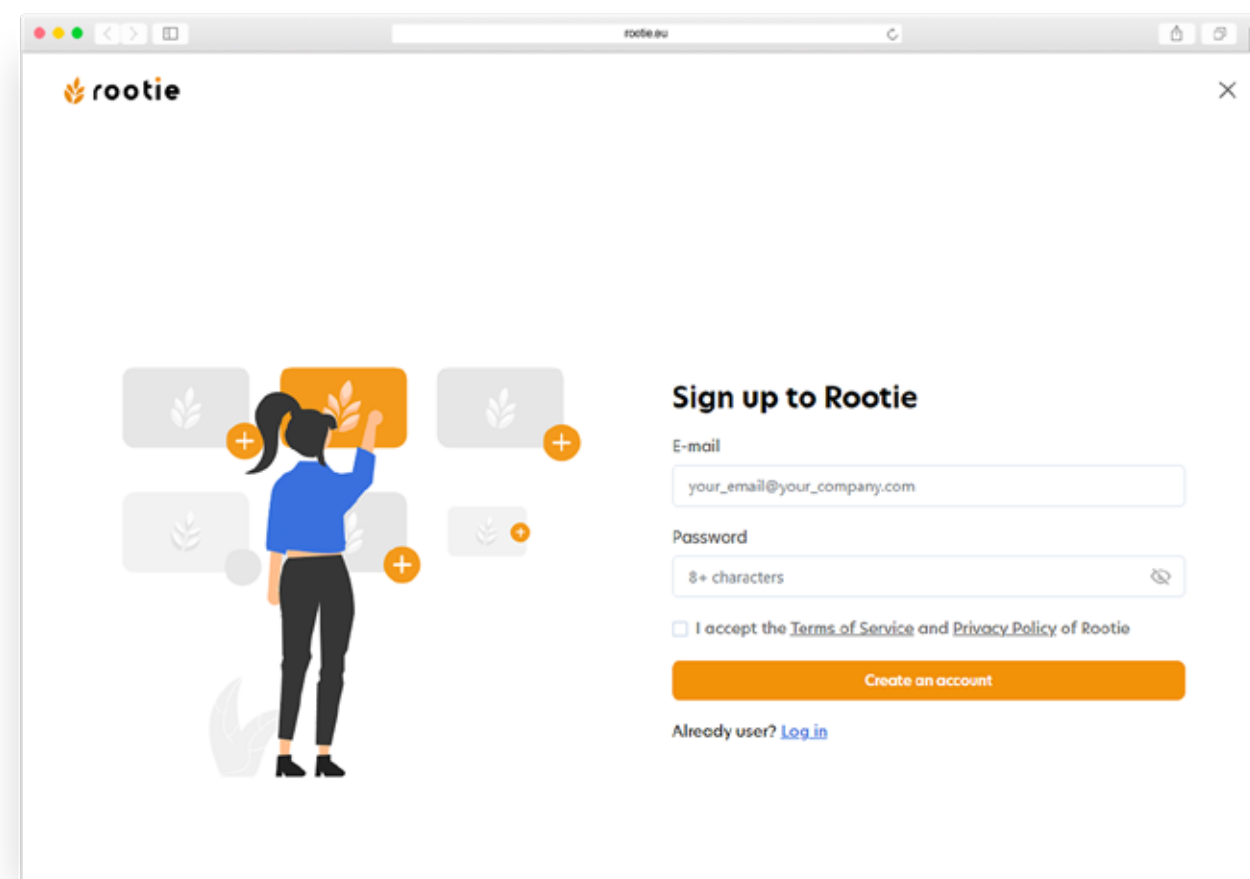 rootie.eu
rootie
Sign up to Rootie
E-mail
your_email@your_company.com
Password
8+ characters
I accept the Terms of Service and Privacy Policy of Rootie
Create an account
Already user? Log in